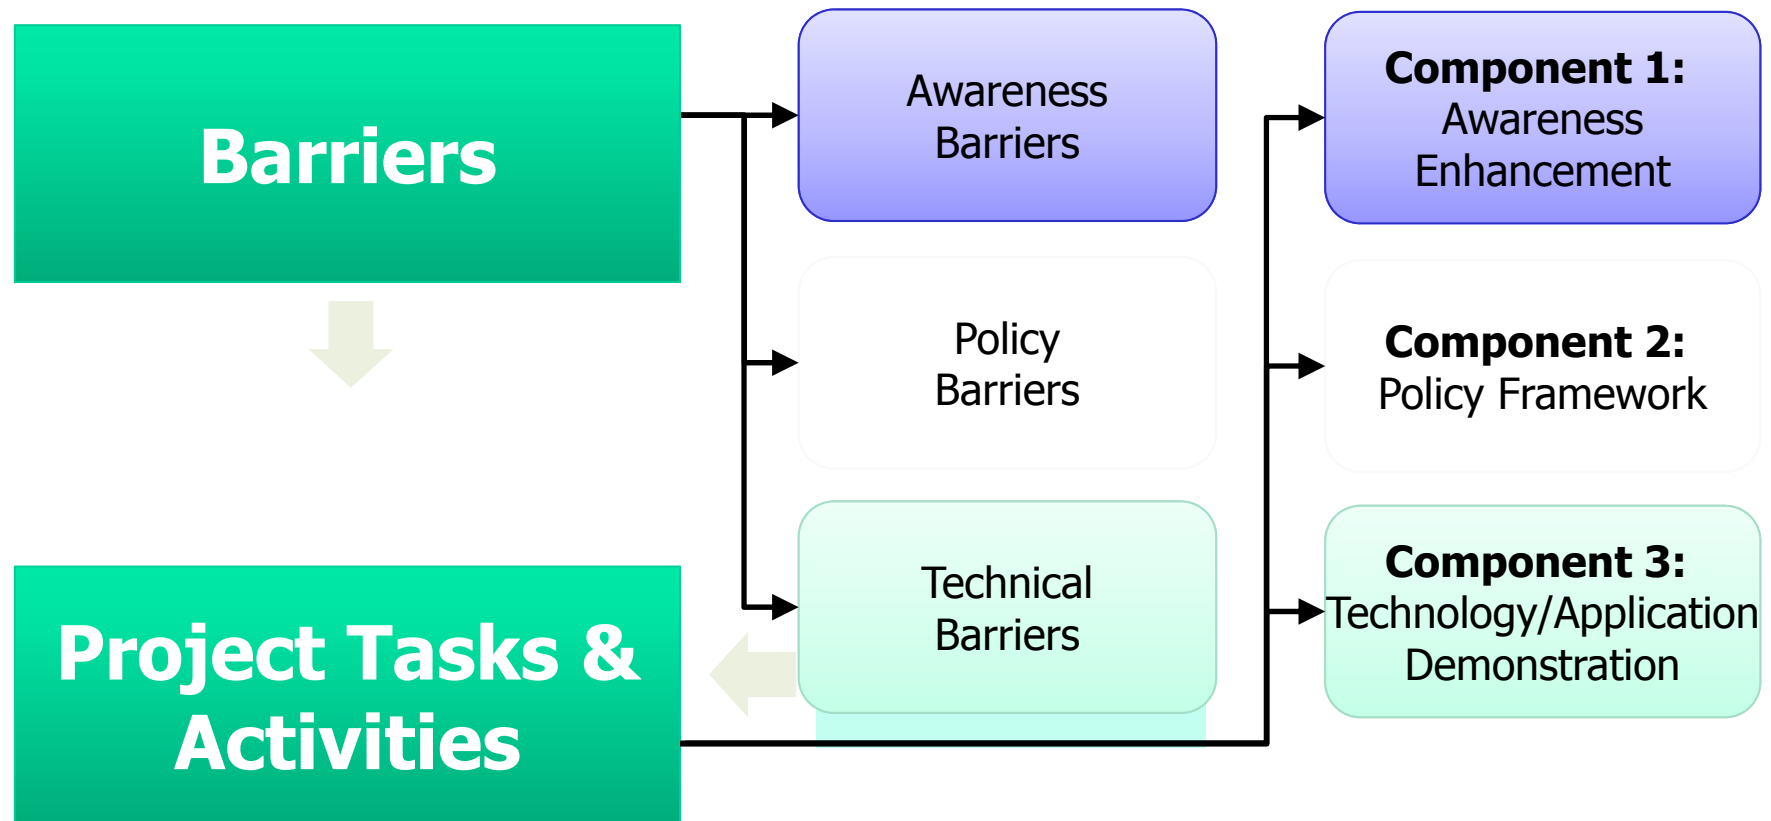 Barriers
Awareness
Barriers
Policy
Barriers
Technical
Barriers
Project Tasks &
Activities
Component 1:
Awareness
Enhancement
Component 2:
Policy Framework
Component 3:
Technology/Application
Demonstration